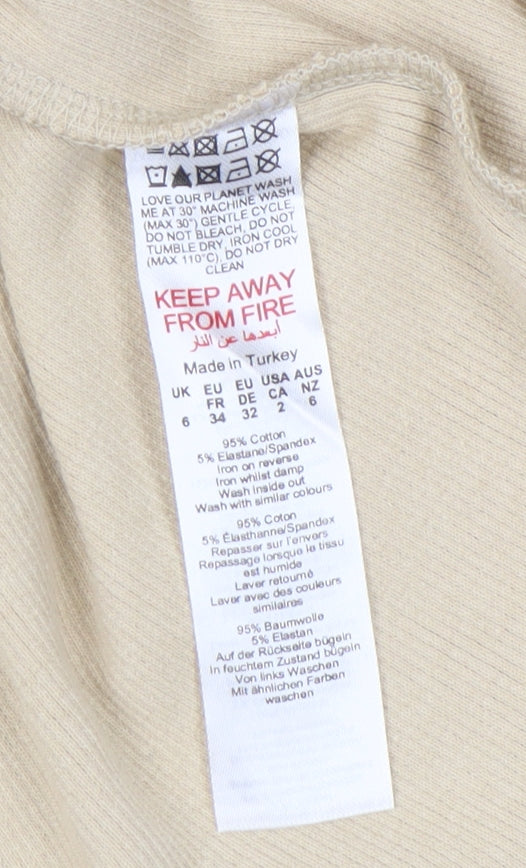 LOVE OUR PLANET WASH
ME AT 30° MACHINE WASH
(MAX 30°) GENTLE CYCLE,
DO NOT BLEACH, DO NOT
TUMBLE DRY, IRON COOL
(MAX 110°C), DO NOT DRY
CLEAN
KEEP AWAY
FROM FIRE
أبعدها عن النار
Made in Turkey
UK EU EU USA AUS
FR DE CA NZ
6 34 32 2 6
95% Cotton
5% Elastane/Spandex
Iron on reverse
Iron whilst damp
Wash inside out
Wash with similar colours
95% Coton
5% Élasthanne/Spandex
Repasser sur l'envers
Repassage lorsque le tissu
est humide
Laver retourné
Laver avec des couleurs
similaires
95% Baumwolle
5% Elastan
Auf der Rückseite bügeln
In feuchtem Zustand bügeln
Von links Waschen
Mit ähnlichen Farben
waschen